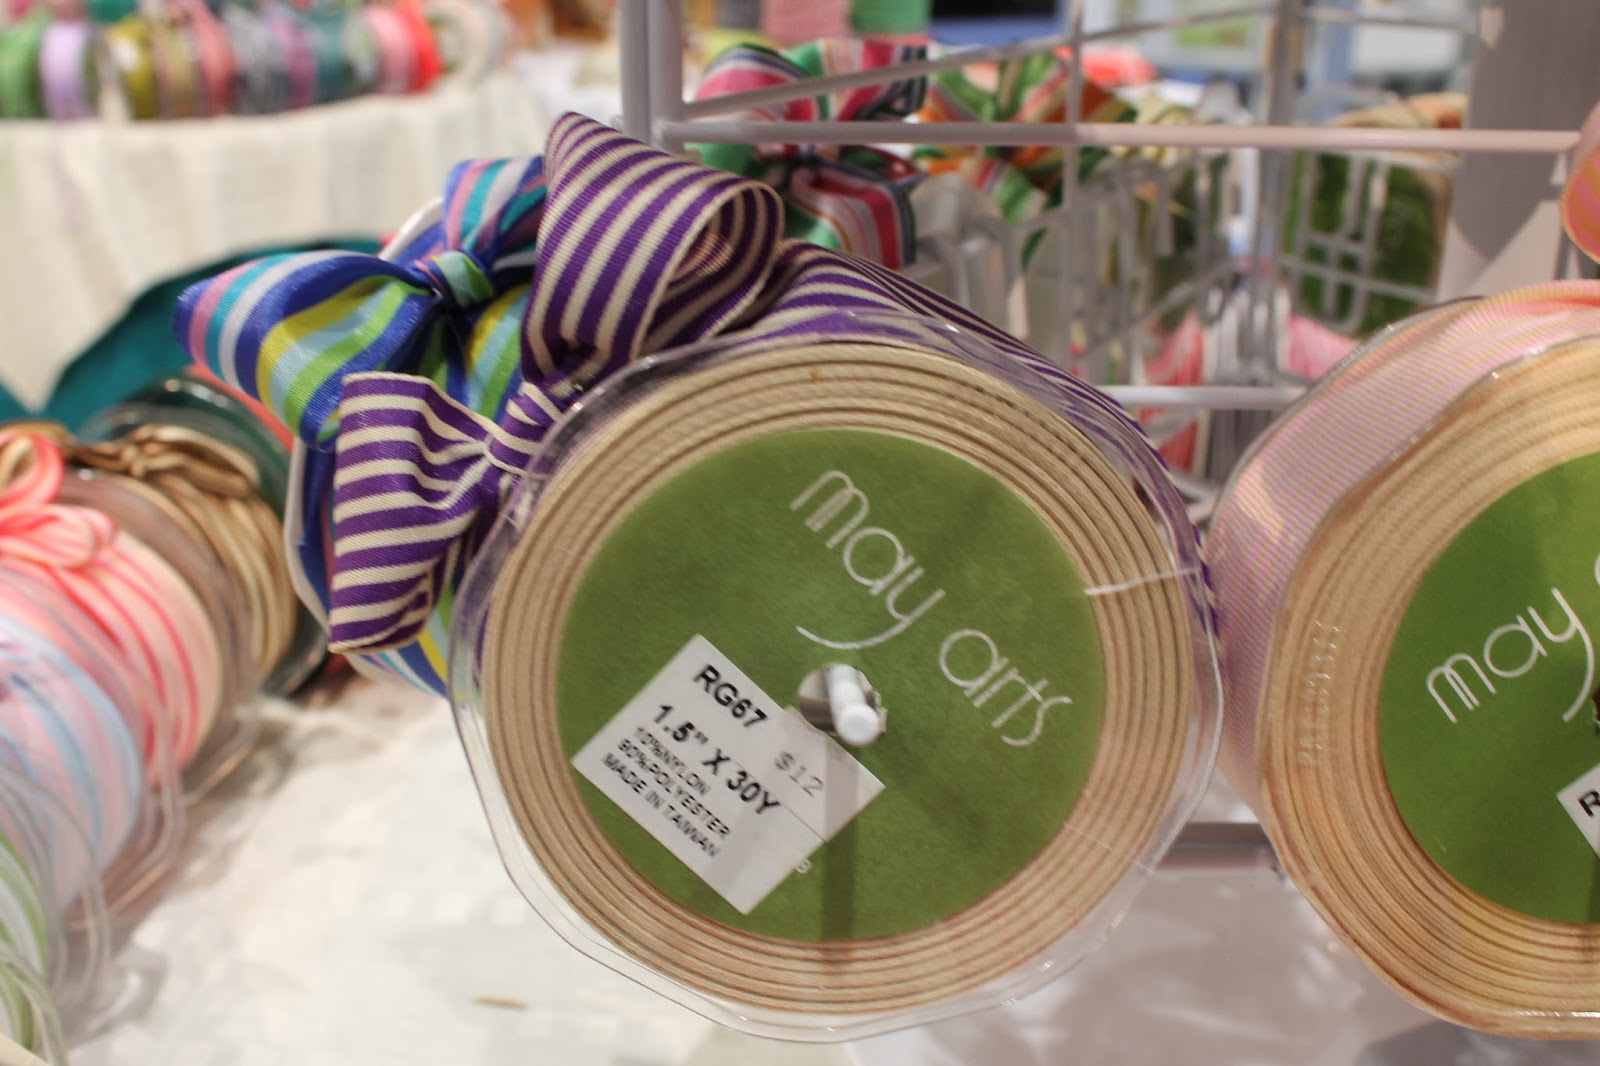 may arts
RG67
$12
1.5" X 30Y
10%NYLON
90%POLYESTER
MADE IN TAIWAN
may
R